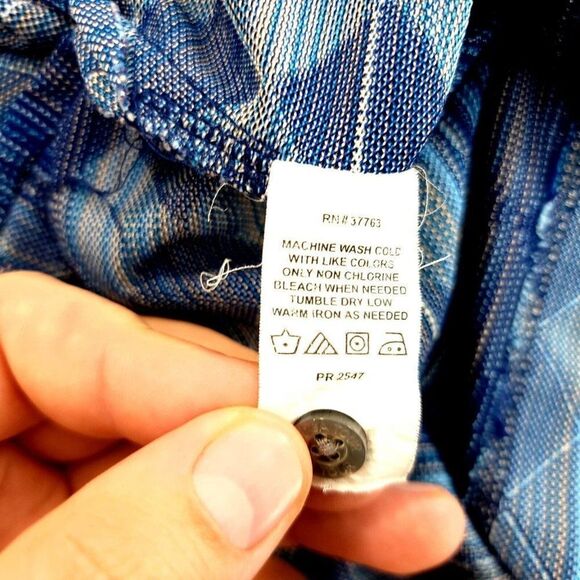 RN# 37763
MACHINE WASH COLD
WITH LIKE COLORS
ONLY NON CHLORINE
BLEACH WHEN NEEDED
TUMBLE DRY LOW
WARM IRON AS NEEDED
PR 2547